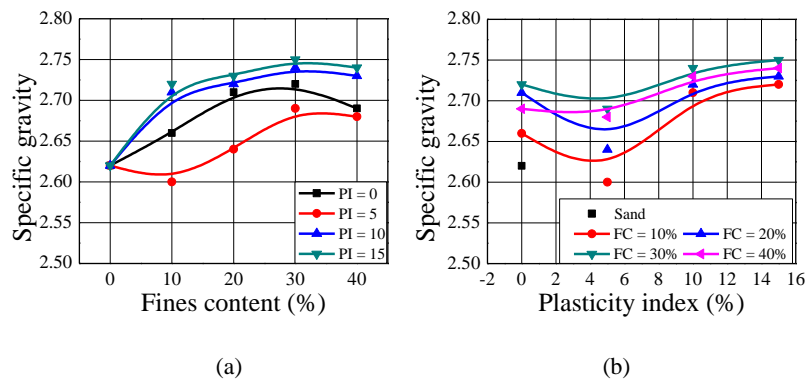 2.80
2.75
2.70
2.65
2.60
2.55
2.50
Specific gravity
0 10 20 30 40
Fines content (%)
PI = 0
PI = 5
PI = 10
PI = 15
(a)
2.80
2.75
2.70
2.65
2.60
2.55
2.50
Specific gravity
-2 0 2 4 6 8 10 12 14 16
Plasticity index (%)
Sand
FC = 10% FC = 20%
FC = 30% FC = 40%
(b)